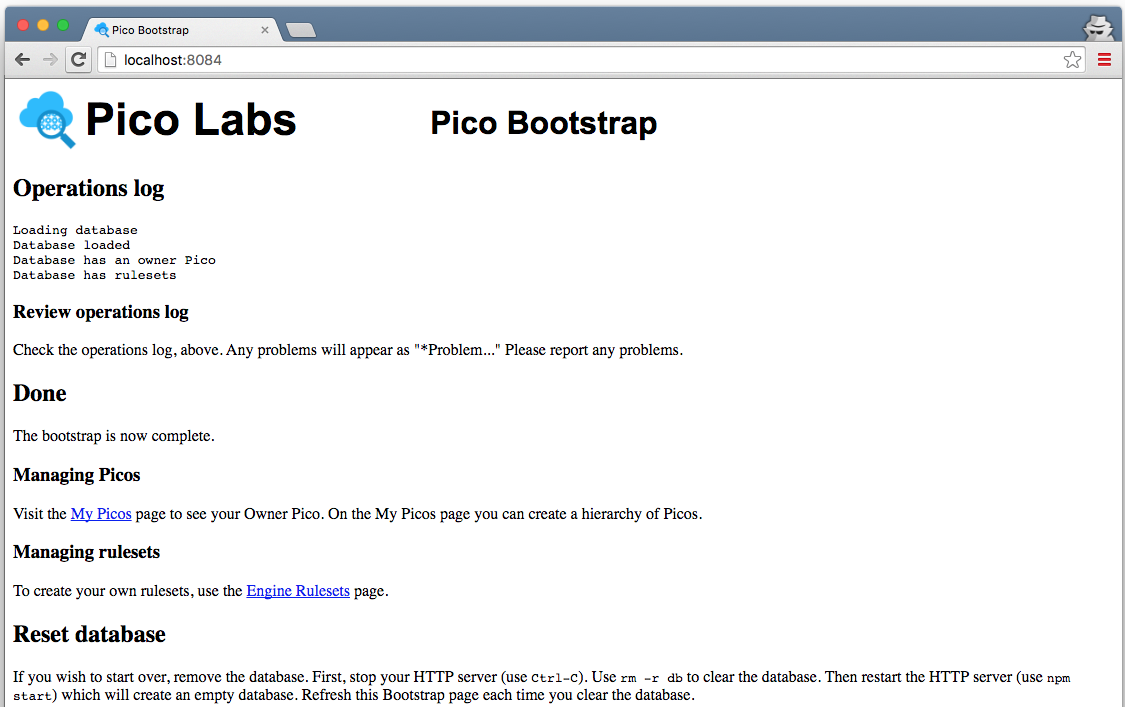 Pico Bootstrap
localhost:8084
Pico Labs
Pico Bootstrap
Operations log
Loading database
Database loaded
Database has an owner Pico
Database has rulesets
Review operations log
Check the operations log, above. Any problems will appear as "*Problem..." Please report any problems.
Done
The bootstrap is now complete.
Managing Picos
Visit the My Picos page to see your Owner Pico. On the My Picos page you can create a hierarchy of Picos.
Managing rulesets
To create your own rulesets, use the Engine Rulesets page.
Reset database
If you wish to start over, remove the database. First, stop your HTTP server (use Ctrl-C). Use rm -r db to clear the database. Then restart the HTTP server (use npm
start) which will create an empty database. Refresh this Bootstrap page each time you clear the database.